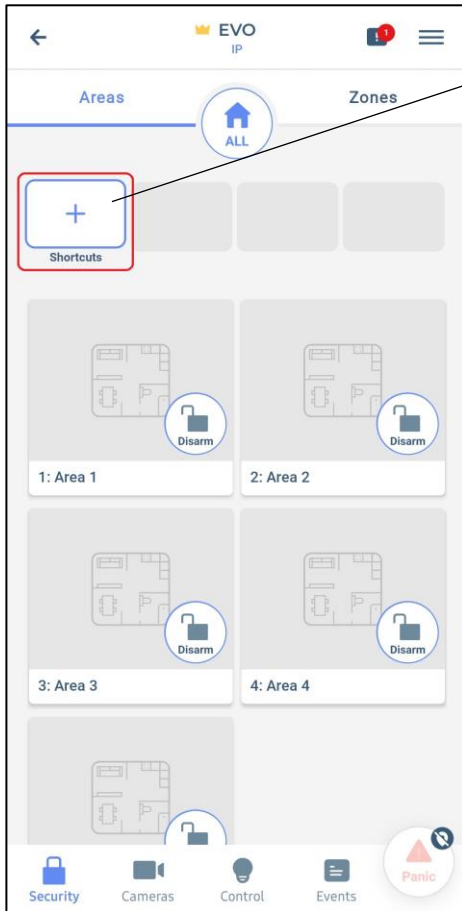 EVO
IP
1
Areas
ALL
Zones
+
Shortcuts
Disarm
Disarm
1: Area 1
2: Area 2
Disarm
Disarm
3: Area 3
4: Area 4
Panic
Security
Cameras
Control
Events